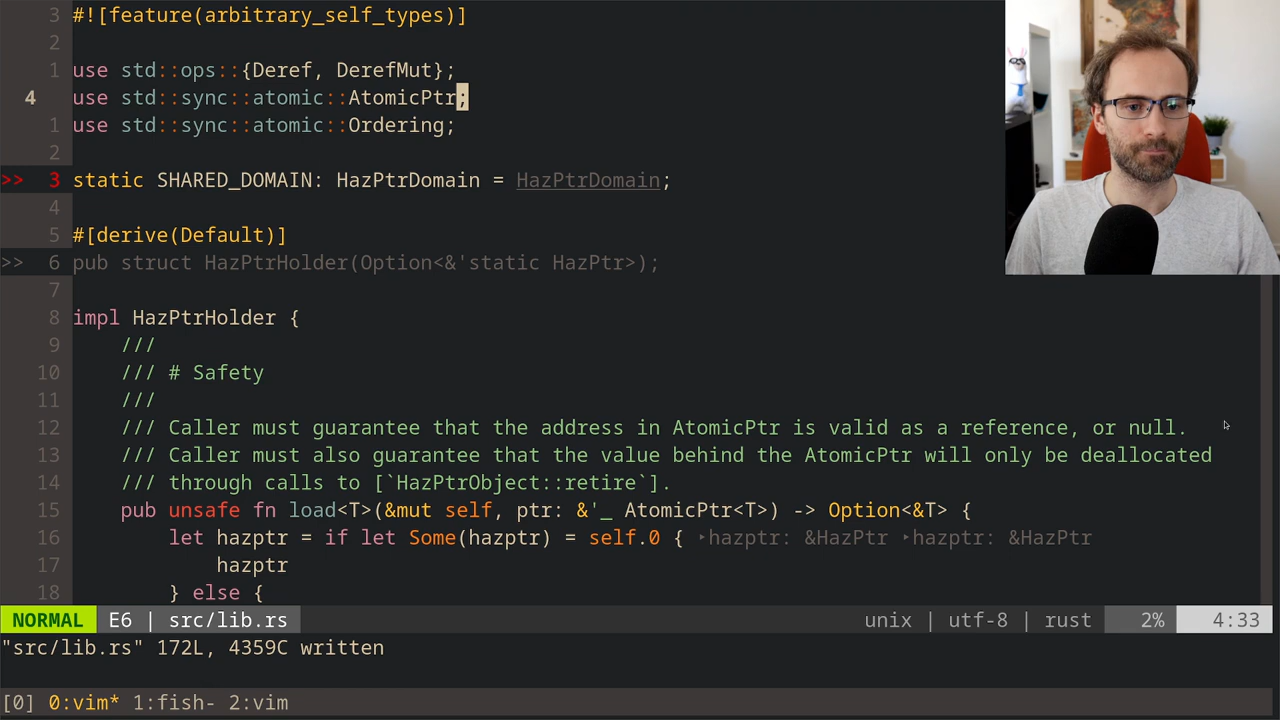 3 #![feature(arbitrary_self_types)]
2
1 use std::ops::{Deref, DerefMut};
4 use std::sync::atomic::AtomicPtr;
1 use std::sync::atomic::Ordering;
2
>> 3 static SHARED_DOMAIN: HazPtrDomain = HazPtrDomain;
4
5 #[derive(Default)]
>> 6 pub struct HazPtrHolder(Option<&'static HazPtr>);
7
8 impl HazPtrHolder {
9 ///
10 /// # Safety
11 ///
12 /// Caller must guarantee that the address in AtomicPtr is valid as a reference, or null.
13 /// Caller must also guarantee that the value behind the AtomicPtr will only be deallocated
14 /// through calls to [`HazPtrObject::retire`].
15 pub unsafe fn load<T>(&mut self, ptr: &'_ AtomicPtr<T>) -> Option<&T> {
16 let hazptr = if let Some(hazptr) = self.0 { ‣hazptr: &HazPtr ‣hazptr: &HazPtr
17 hazptr
18 } else {
NORMAL E6 | src/lib.rs unix | utf-8 | rust 2% 4:33
"src/lib.rs" 172L, 4359C written
[0] 0:vim* 1:fish- 2:vim